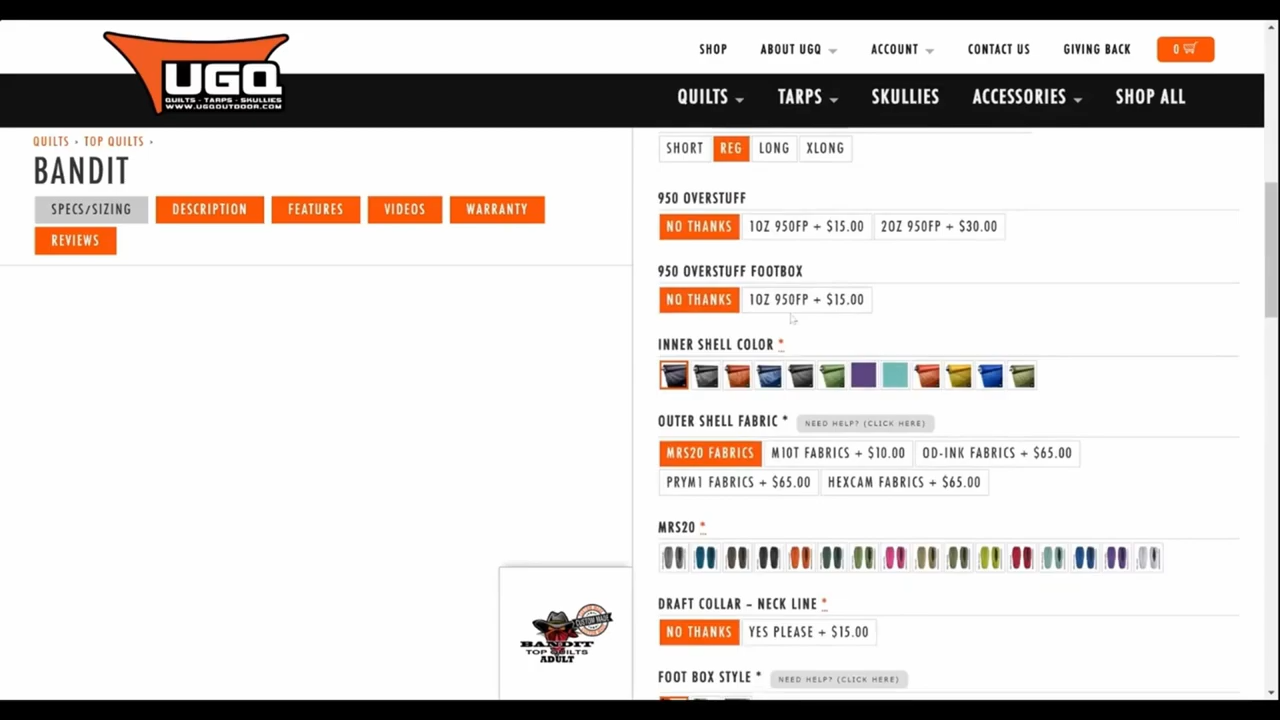 UGQ
QUILTS - TARPS - SKULLIES
WWW.UGQOUTDOOR.COM
SHOP ABOUT UGQ ACCOUNT CONTACT US GIVING BACK 0
QUILTS TARPS SKULLIES ACCESSORIES SHOP ALL
QUILTS • TOP QUILTS •
BANDIT
SPECS/SIZING DESCRIPTION FEATURES VIDEOS WARRANTY
REVIEWS
SHORT REG LONG XLONG
950 OVERSTUFF
NO THANKS 1OZ 950FP + $15.00 2OZ 950FP + $30.00
950 OVERSTUFF FOOTBOX
NO THANKS 1OZ 950FP + $15.00
INNER SHELL COLOR *
OUTER SHELL FABRIC * NEED HELP? (CLICK HERE)
MRS20 FABRICS M10T FABRICS + $10.00 OD-INK FABRICS + $65.00
PRYM1 FABRICS + $65.00 HEXCAM FABRICS + $65.00
MRS20 *
DRAFT COLLAR – NECK LINE *
NO THANKS YES PLEASE + $15.00
FOOT BOX STYLE * NEED HELP? (CLICK HERE)
CUSTOM MADE
BANDIT
TOP QUILTS
ADULT